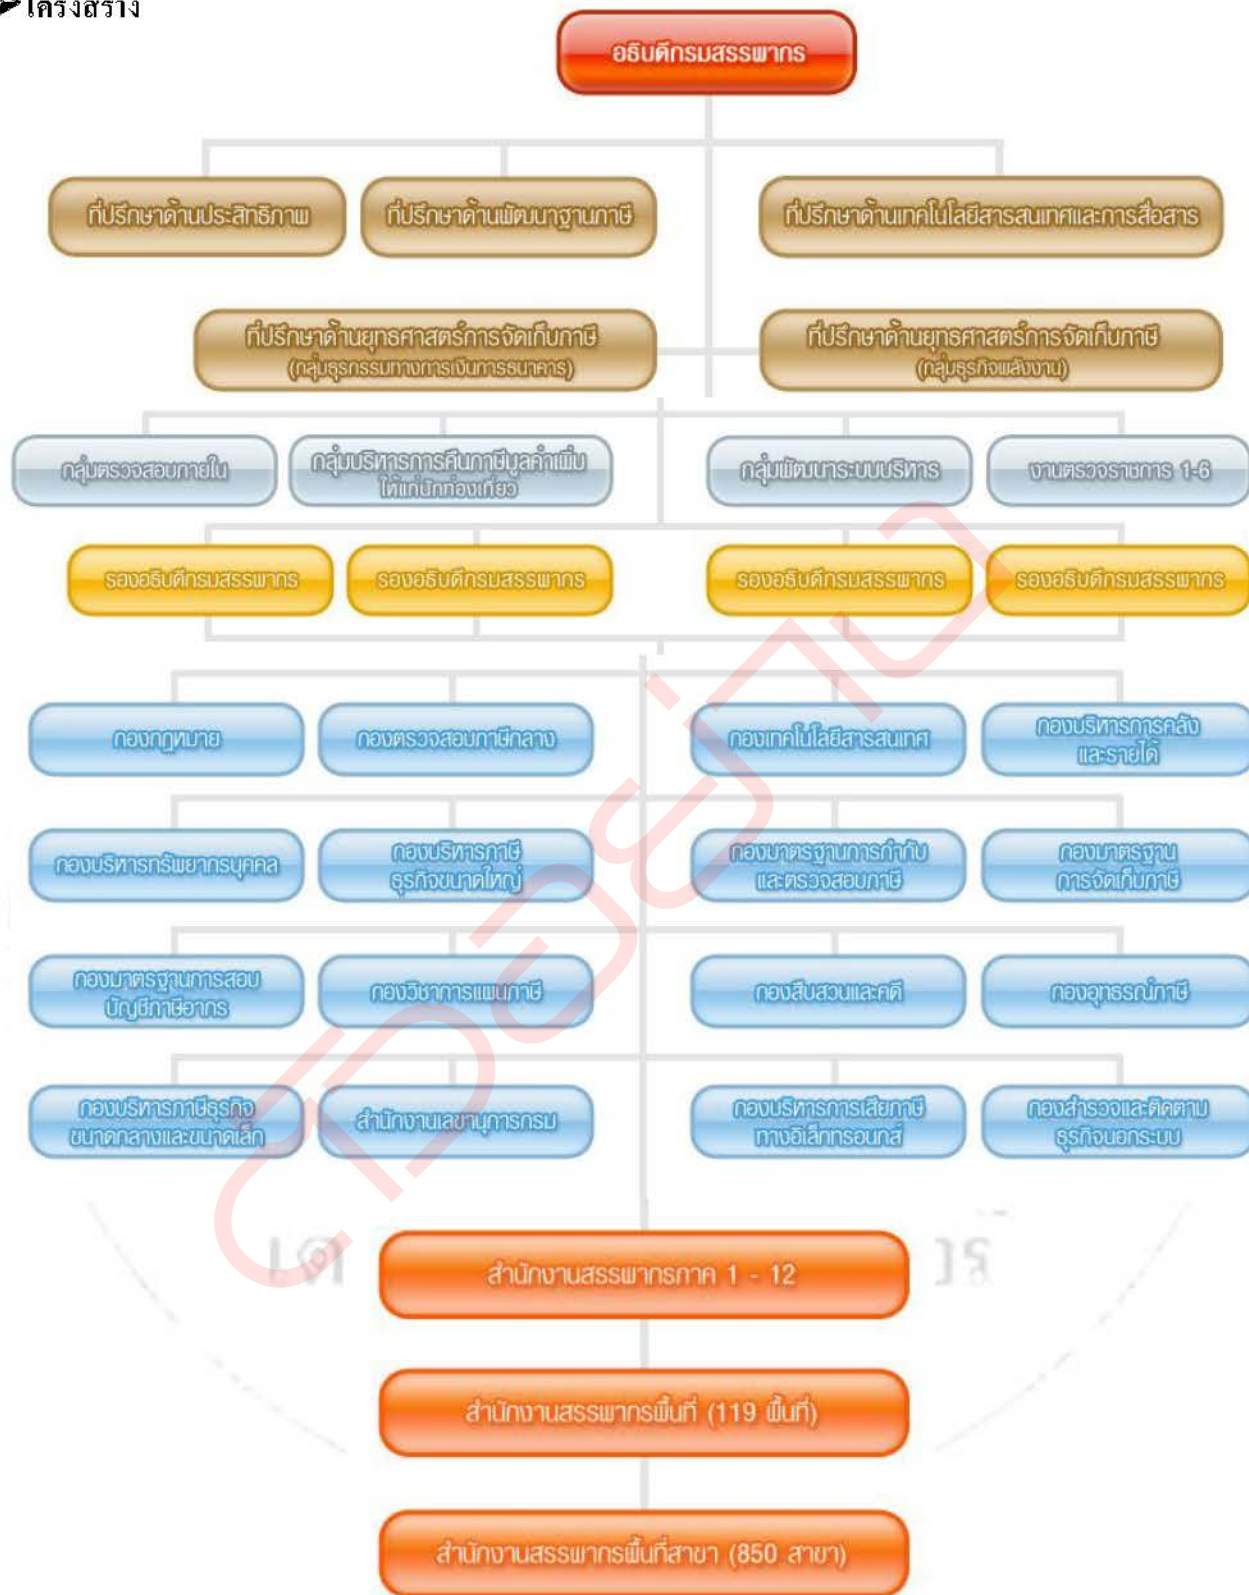 โครงสร้าง
อธิบดีกรมสรรพากร
ที่ปรึกษาด้านประสิทธิภาพ
ที่ปรึกษาด้านพัฒนาฐานภาษี
ที่ปรึกษาด้านเทคโนโลยีสารสนเทศและการสื่อสาร
ที่ปรึกษาด้านยุทธศาสตร์การจัดเก็บภาษี
(กลุ่มธุรกรรมทางการเงินการธนาคาร)
ที่ปรึกษาด้านยุทธศาสตร์การจัดเก็บภาษี
(กลุ่มธุรกิจพลังงาน)
กลุ่มตรวจสอบภายใน
กลุ่มบริหารการคืนภาษีมูลค่าเพิ่ม
ให้แก่นักท่องเที่ยว
กลุ่มพัฒนาระบบบริหาร
งานตรวจราชการ 1-6
รองอธิบดีกรมสรรพากร
รองอธิบดีกรมสรรพากร
รองอธิบดีกรมสรรพากร
รองอธิบดีกรมสรรพากร
กองกฎหมาย
กองตรวจสอบภาษีกลาง
กองเทคโนโลยีสารสนเทศ
กองบริหารการคลัง
และรายได้
กองบริหารทรัพยากรบุคคล
กองบริหารภาษี
ธุรกิจขนาดใหญ่
กองมาตรฐานการกำกับ
และตรวจสอบภาษี
กองมาตรฐาน
การจัดเก็บภาษี
กองมาตรฐานการสอบ
บัญชีภาษีอากร
กองวิชาการแผนภาษี
กองสืบสวนและคดี
กองอุทธรณ์ภาษี
กองบริหารภาษีธุรกิจ
ขนาดกลางและขนาดเล็ก
สำนักงานเลขานุการกรม
กองบริหารการเสียภาษี
ทางอิเล็กทรอนิกส์
กองสำรวจและติดตาม
ธุรกิจนอกระบบ
สำนักงานสรรพากรภาค 1 - 12
สำนักงานสรรพากรพื้นที่ (119 พื้นที่)
สำนักงานสรรพากรพื้นที่สาขา (850 สาขา)
ตัวอย่าง